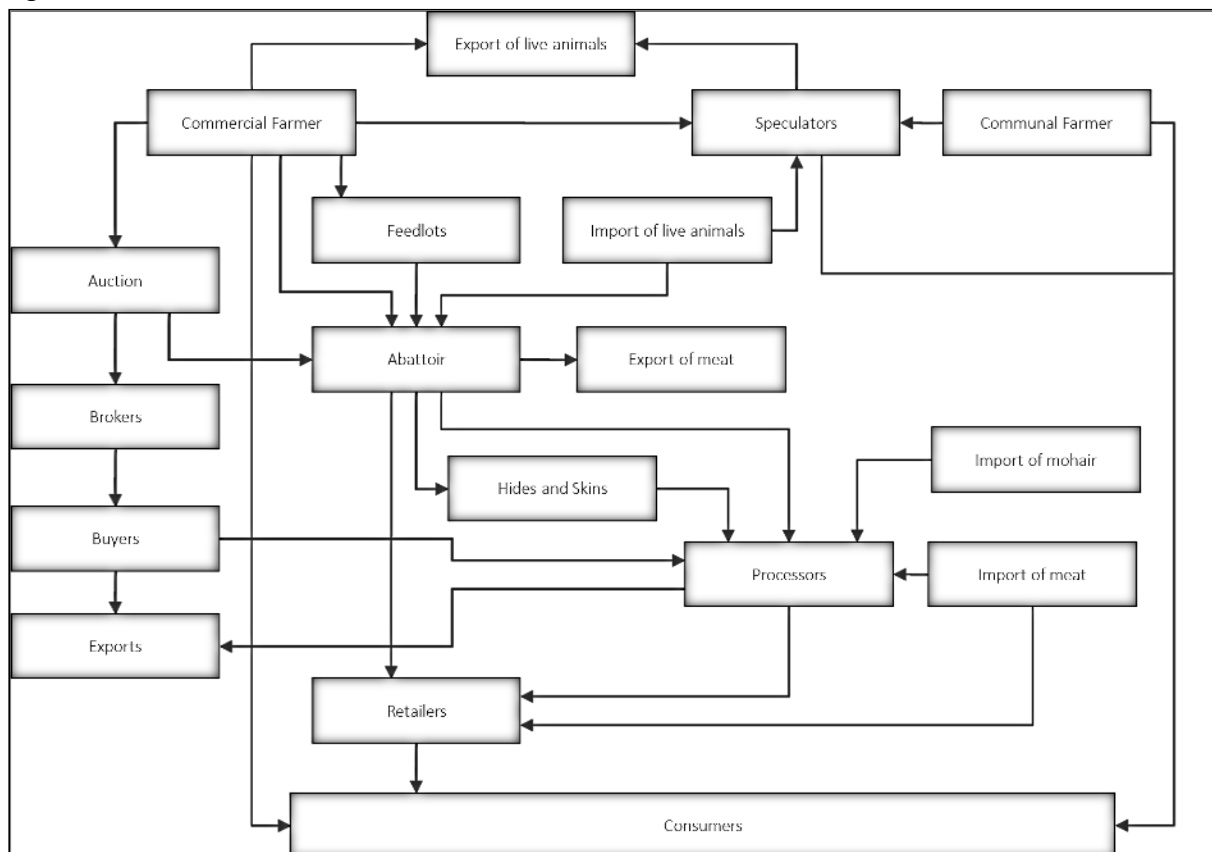 Export of live animals
Commercial Farmer
Speculators
Communal Farmer
Feedlots
Import of live animals
Auction
Abattoir
Export of meat
Brokers
Import of mohair
Hides and Skins
Buyers
Processors
Import of meat
Exports
Retailers
Consumers